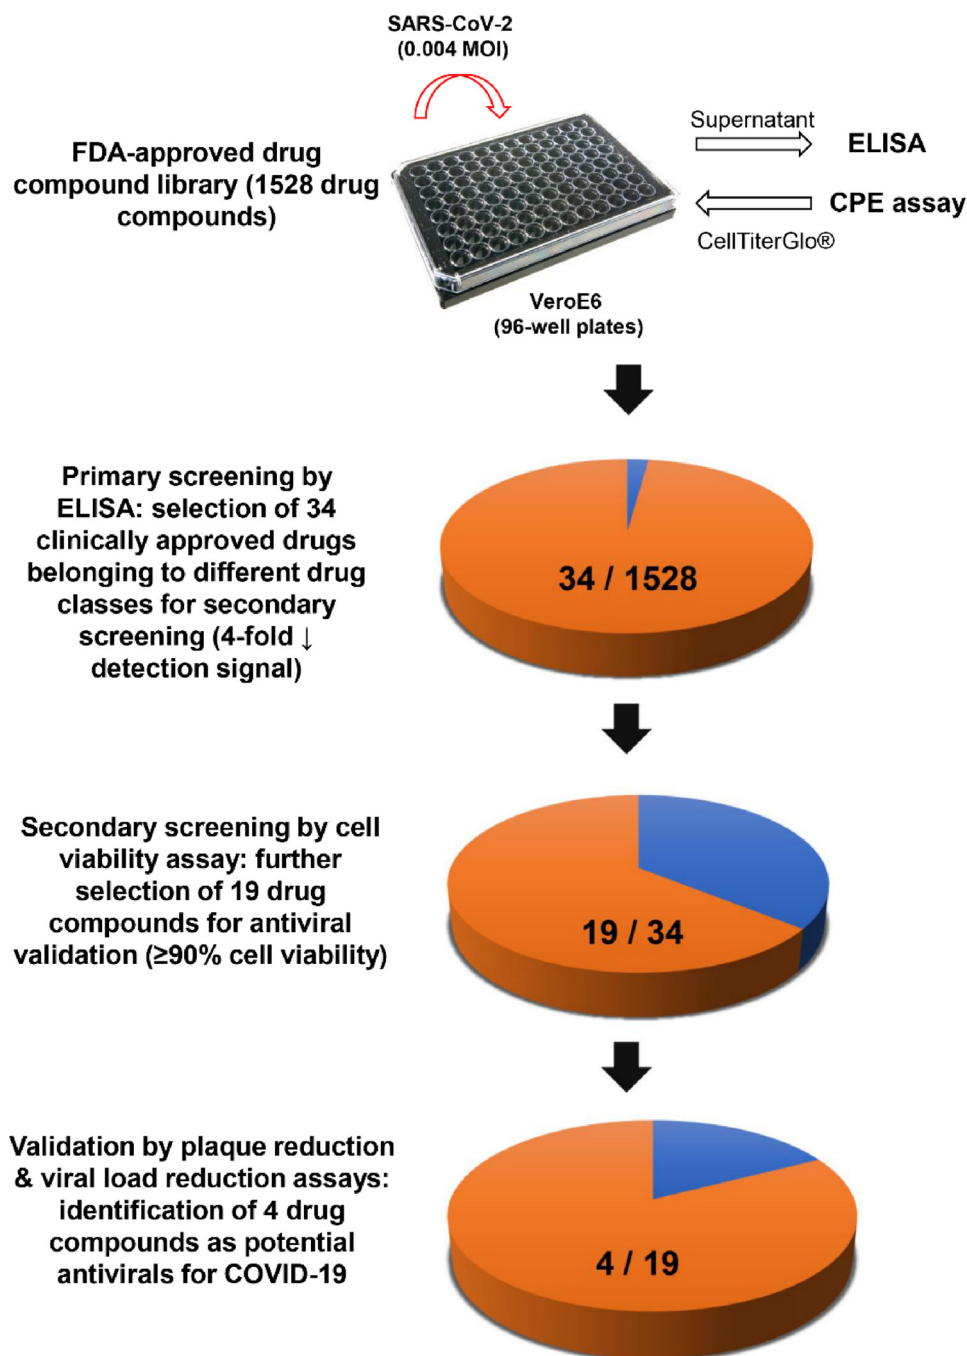 SARS-CoV-2
(0.004 MOI)
FDA-approved drug
compound library (1528 drug
compounds)
Supernatant
ELISA
CPE assay
CellTiterGlo®
VeroE6
(96-well plates)
Primary screening by
ELISA: selection of 34
clinically approved drugs
belonging to different drug
classes for secondary
screening (4-fold ↓
detection signal)
34 / 1528
Secondary screening by cell
viability assay: further
selection of 19 drug
compounds for antiviral
validation (≥90% cell viability)
19 / 34
Validation by plaque reduction
& viral load reduction assays:
identification of 4 drug
compounds as potential
antivirals for COVID-19
4 / 19